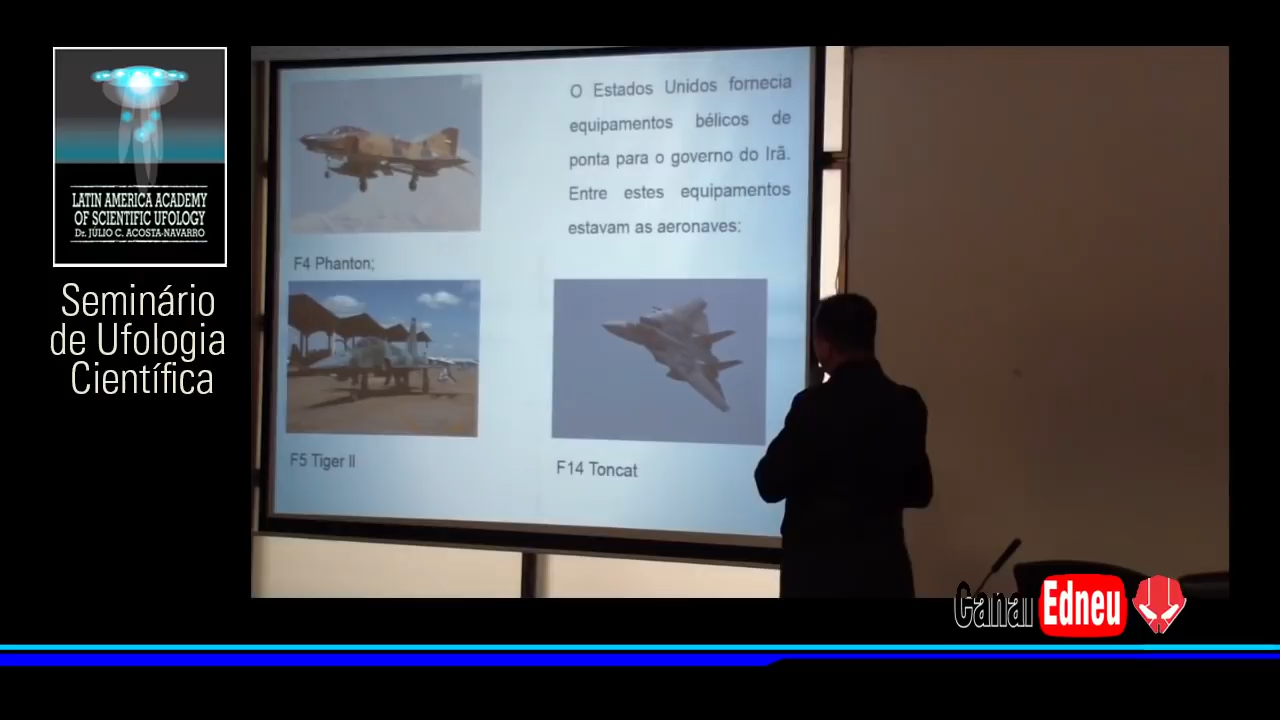 LATIN AMERICA ACADEMY
OF SCIENTIFIC UFOLOGY
Dr. JÚLIO C. ACOSTA-NAVARRO
Seminário
de Ufologia
Científica
O Estados Unidos fornecia
equipamentos bélicos de
ponta para o governo do Irã.
Entre estes equipamentos
estavam as aeronaves:
F4 Phanton;
F5 Tiger II
F14 Toncat
Canal Edneu